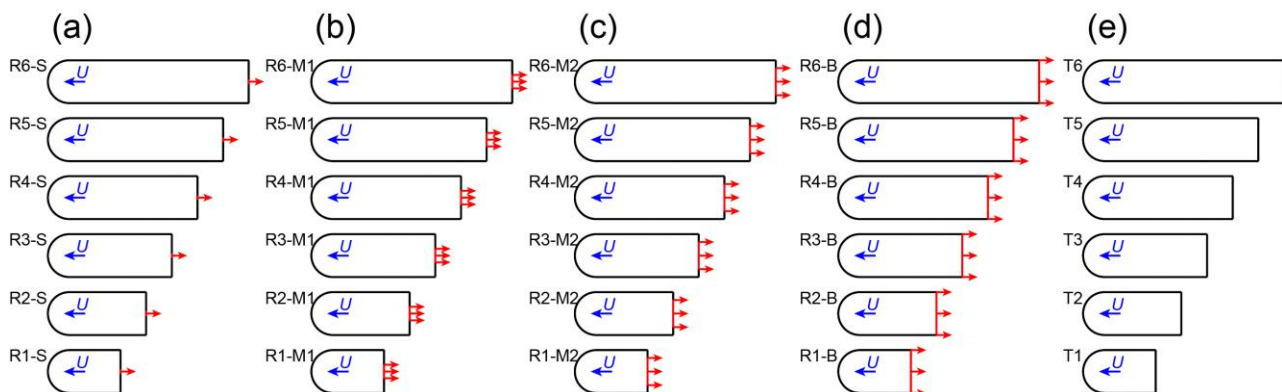 (a) (b) (c) (d) (e)
R6-S U R6-M1 U R6-M2 U R6-B U T6 U
R5-S U R5-M1 U R5-M2 U R5-B U T5 U
R4-S U R4-M1 U R4-M2 U R4-B U T4 U
R3-S U R3-M1 U R3-M2 U R3-B U T3 U
R2-S U R2-M1 U R2-M2 U R2-B U T2 U
R1-S U R1-M1 U R1-M2 U R1-B U T1 U